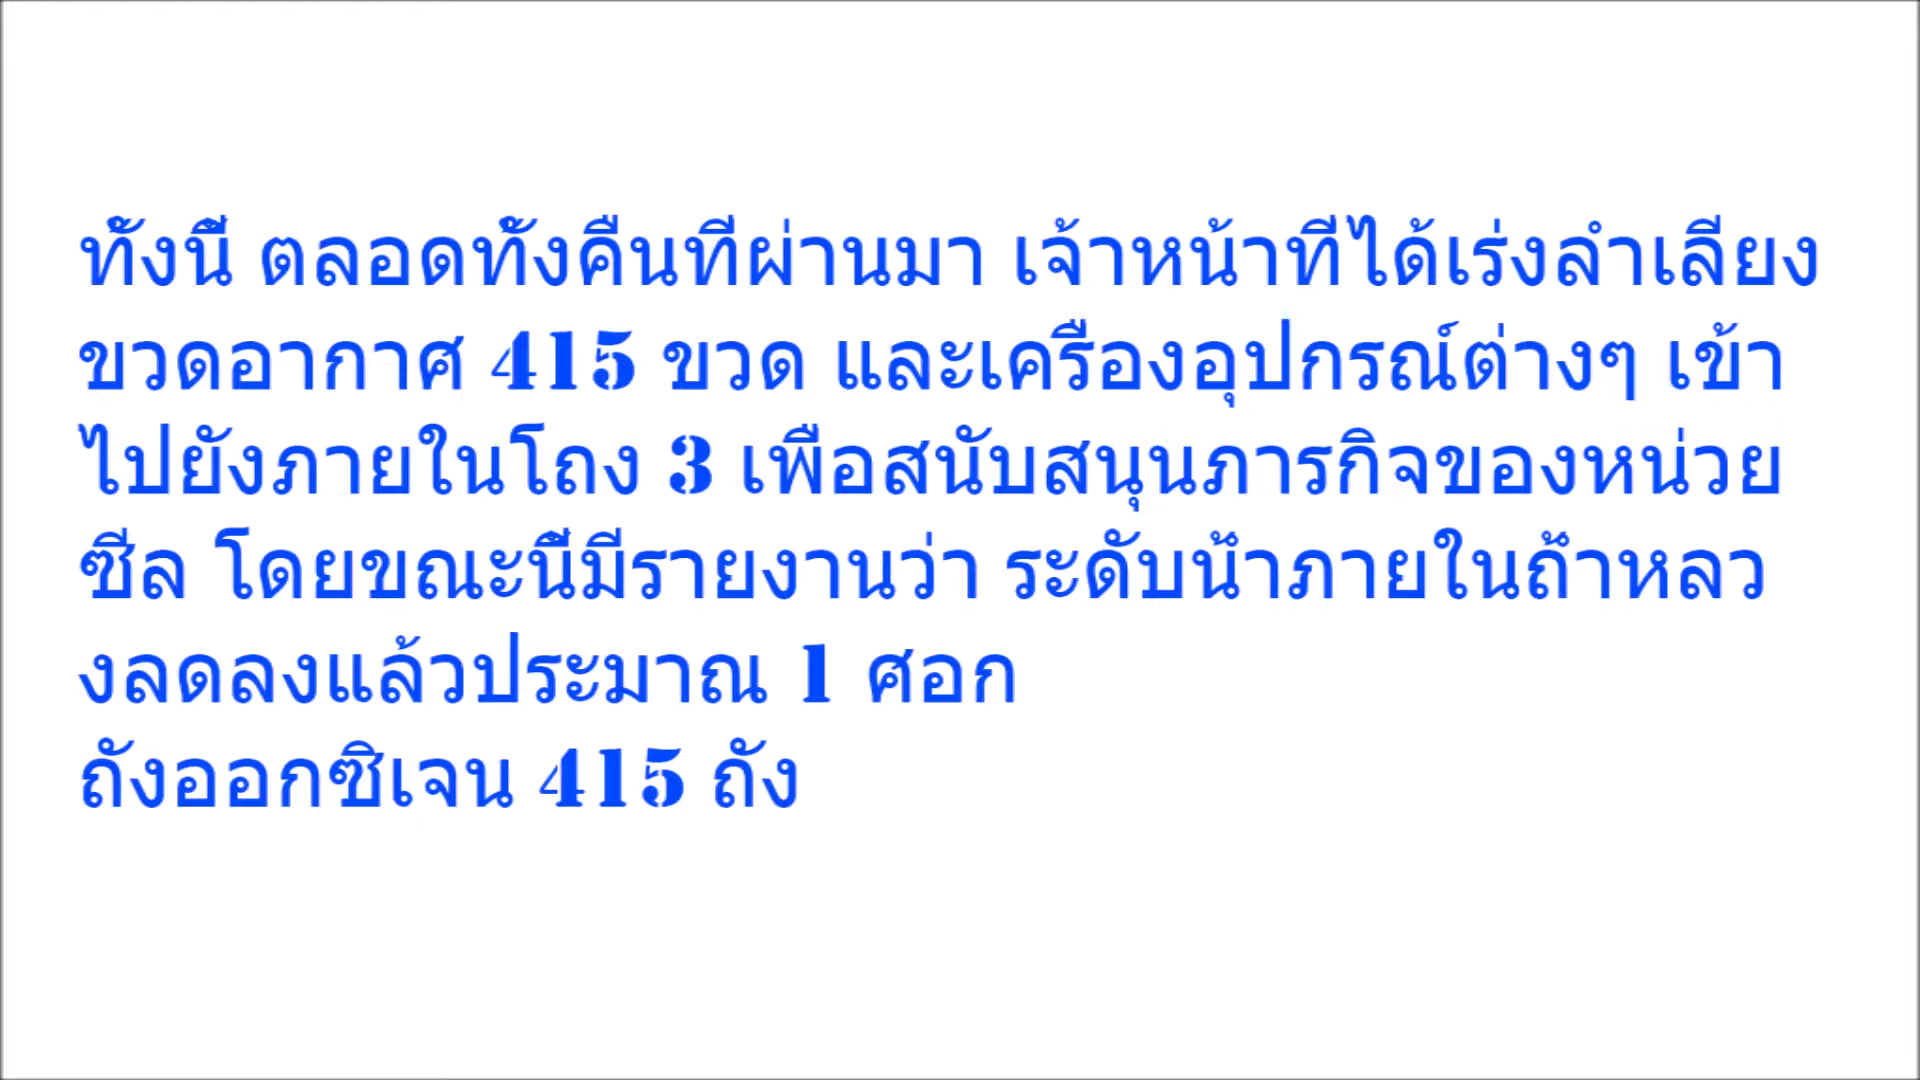 ทั้งนี้ ตลอดทั้งคืนที่ผ่านมา เจ้าหน้าที่ได้เร่งลำเลียง
ขวดอากาศ 415 ขวด และเครื่องอุปกรณ์ต่างๆ เข้า
ไปยังภายในโถง 3 เพื่อสนับสนุนภารกิจของหน่วย
ซีล โดยขณะนี้มีรายงานว่า ระดับน้ำภายในถ้ำหลว
งลดลงแล้วประมาณ 1 ศอก
ถังออกซิเจน 415 ถัง